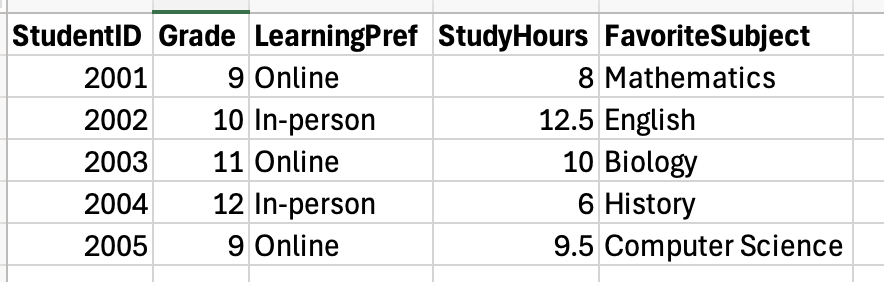 StudentID Grade LearningPref StudyHours FavoriteSubject
2001 9 Online 8 Mathematics
2002 10 In-person 12.5 English
2003 11 Online 10 Biology
2004 12 In-person 6 History
2005 9 Online 9.5 Computer Science